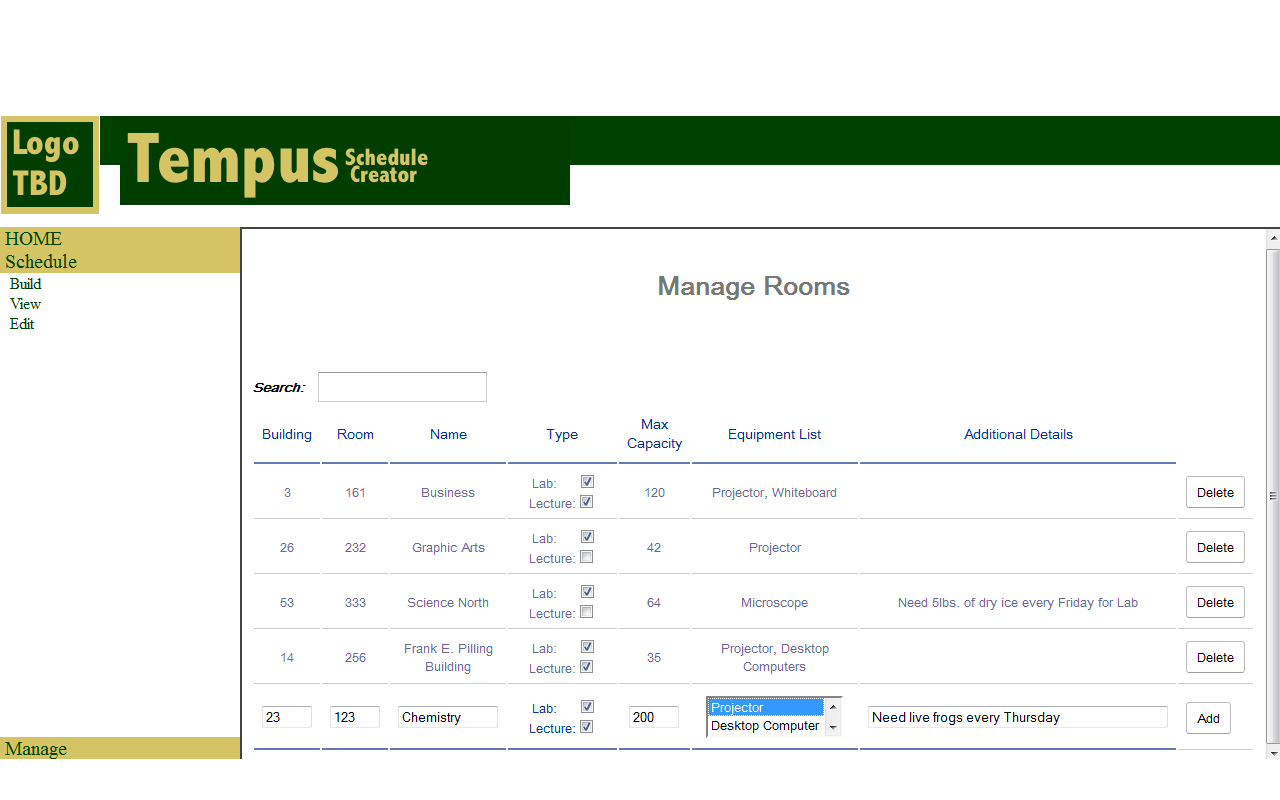 Logo
TBD
Tempus Schedule
Creator
HOME
Schedule
Build
View
Edit
Manage
Manage Rooms
Search:
Building Room Name Type Max Capacity Equipment List Additional Details
3 161 Business Lab: Lecture: 120 Projector, Whiteboard Delete
26 232 Graphic Arts Lab: Lecture: 42 Projector Delete
53 333 Science North Lab: Lecture: 64 Microscope Need 5lbs. of dry ice every Friday for Lab Delete
14 256 Frank E. Pilling Building Lab: Lecture: 35 Projector, Desktop Computers Delete
23 123 Chemistry Lab: Lecture: 200 Projector Desktop Computer Need live frogs every Thursday Add